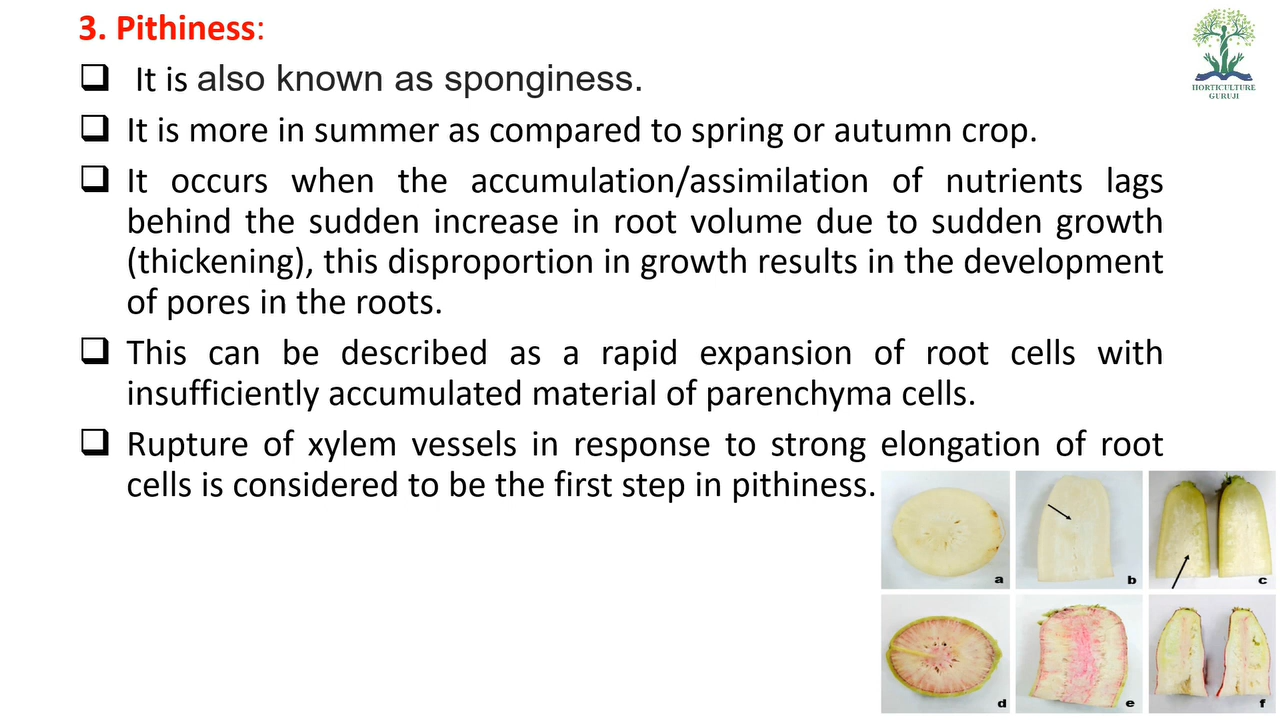 3. Pithiness:
HORTICULTURE
GURUJI
❑ It is also known as sponginess.
❑ It is more in summer as compared to spring or autumn crop.
❑ It occurs when the accumulation/assimilation of nutrients lags
behind the sudden increase in root volume due to sudden growth
(thickening), this disproportion in growth results in the development
of pores in the roots.
❑ This can be described as a rapid expansion of root cells with
insufficiently accumulated material of parenchyma cells.
❑ Rupture of xylem vessels in response to strong elongation of root
cells is considered to be the first step in pithiness.
a b c
d e f